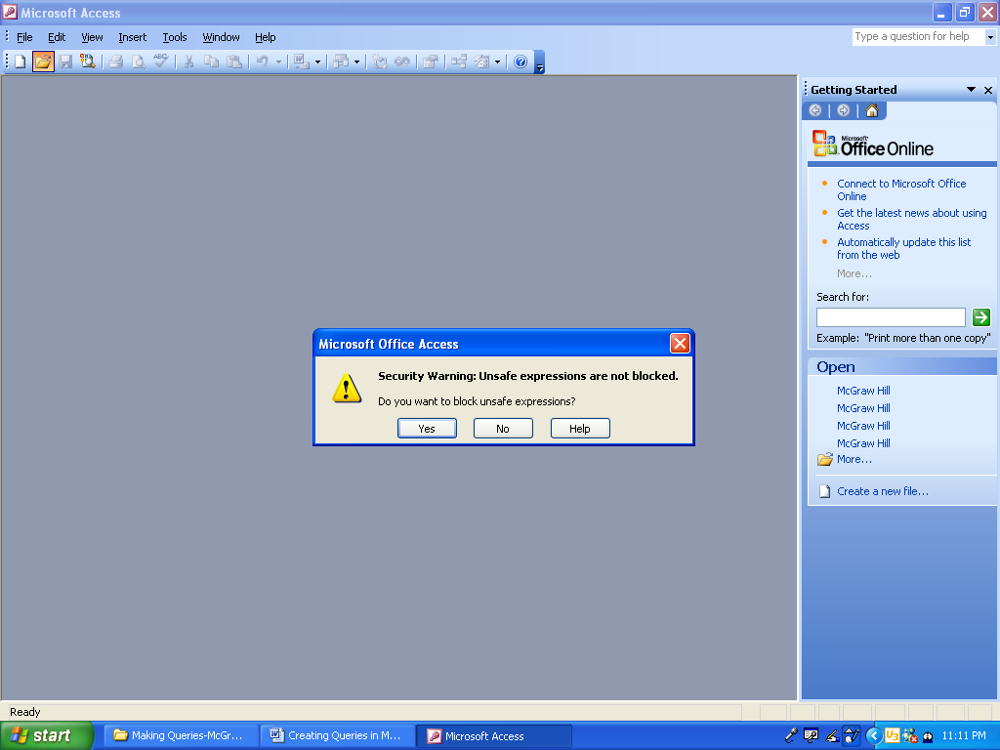 Microsoft Access
File Edit View Insert Tools Window Help
Type a question for help
ABC
W
Getting Started
Microsoft
Office Online
Connect to Microsoft Office
Online
Get the latest news about using
Access
Automatically update this list
from the web
More...
Search for:
Example: "Print more than one copy"
Microsoft Office Access
Security Warning: Unsafe expressions are not blocked.
Do you want to block unsafe expressions?
Yes No Help
Open
McGraw Hill
McGraw Hill
McGraw Hill
McGraw Hill
More...
Create a new file...
Ready
start Making Queries-McGr... Creating Queries in M... Microsoft Access U3 11:11 PM